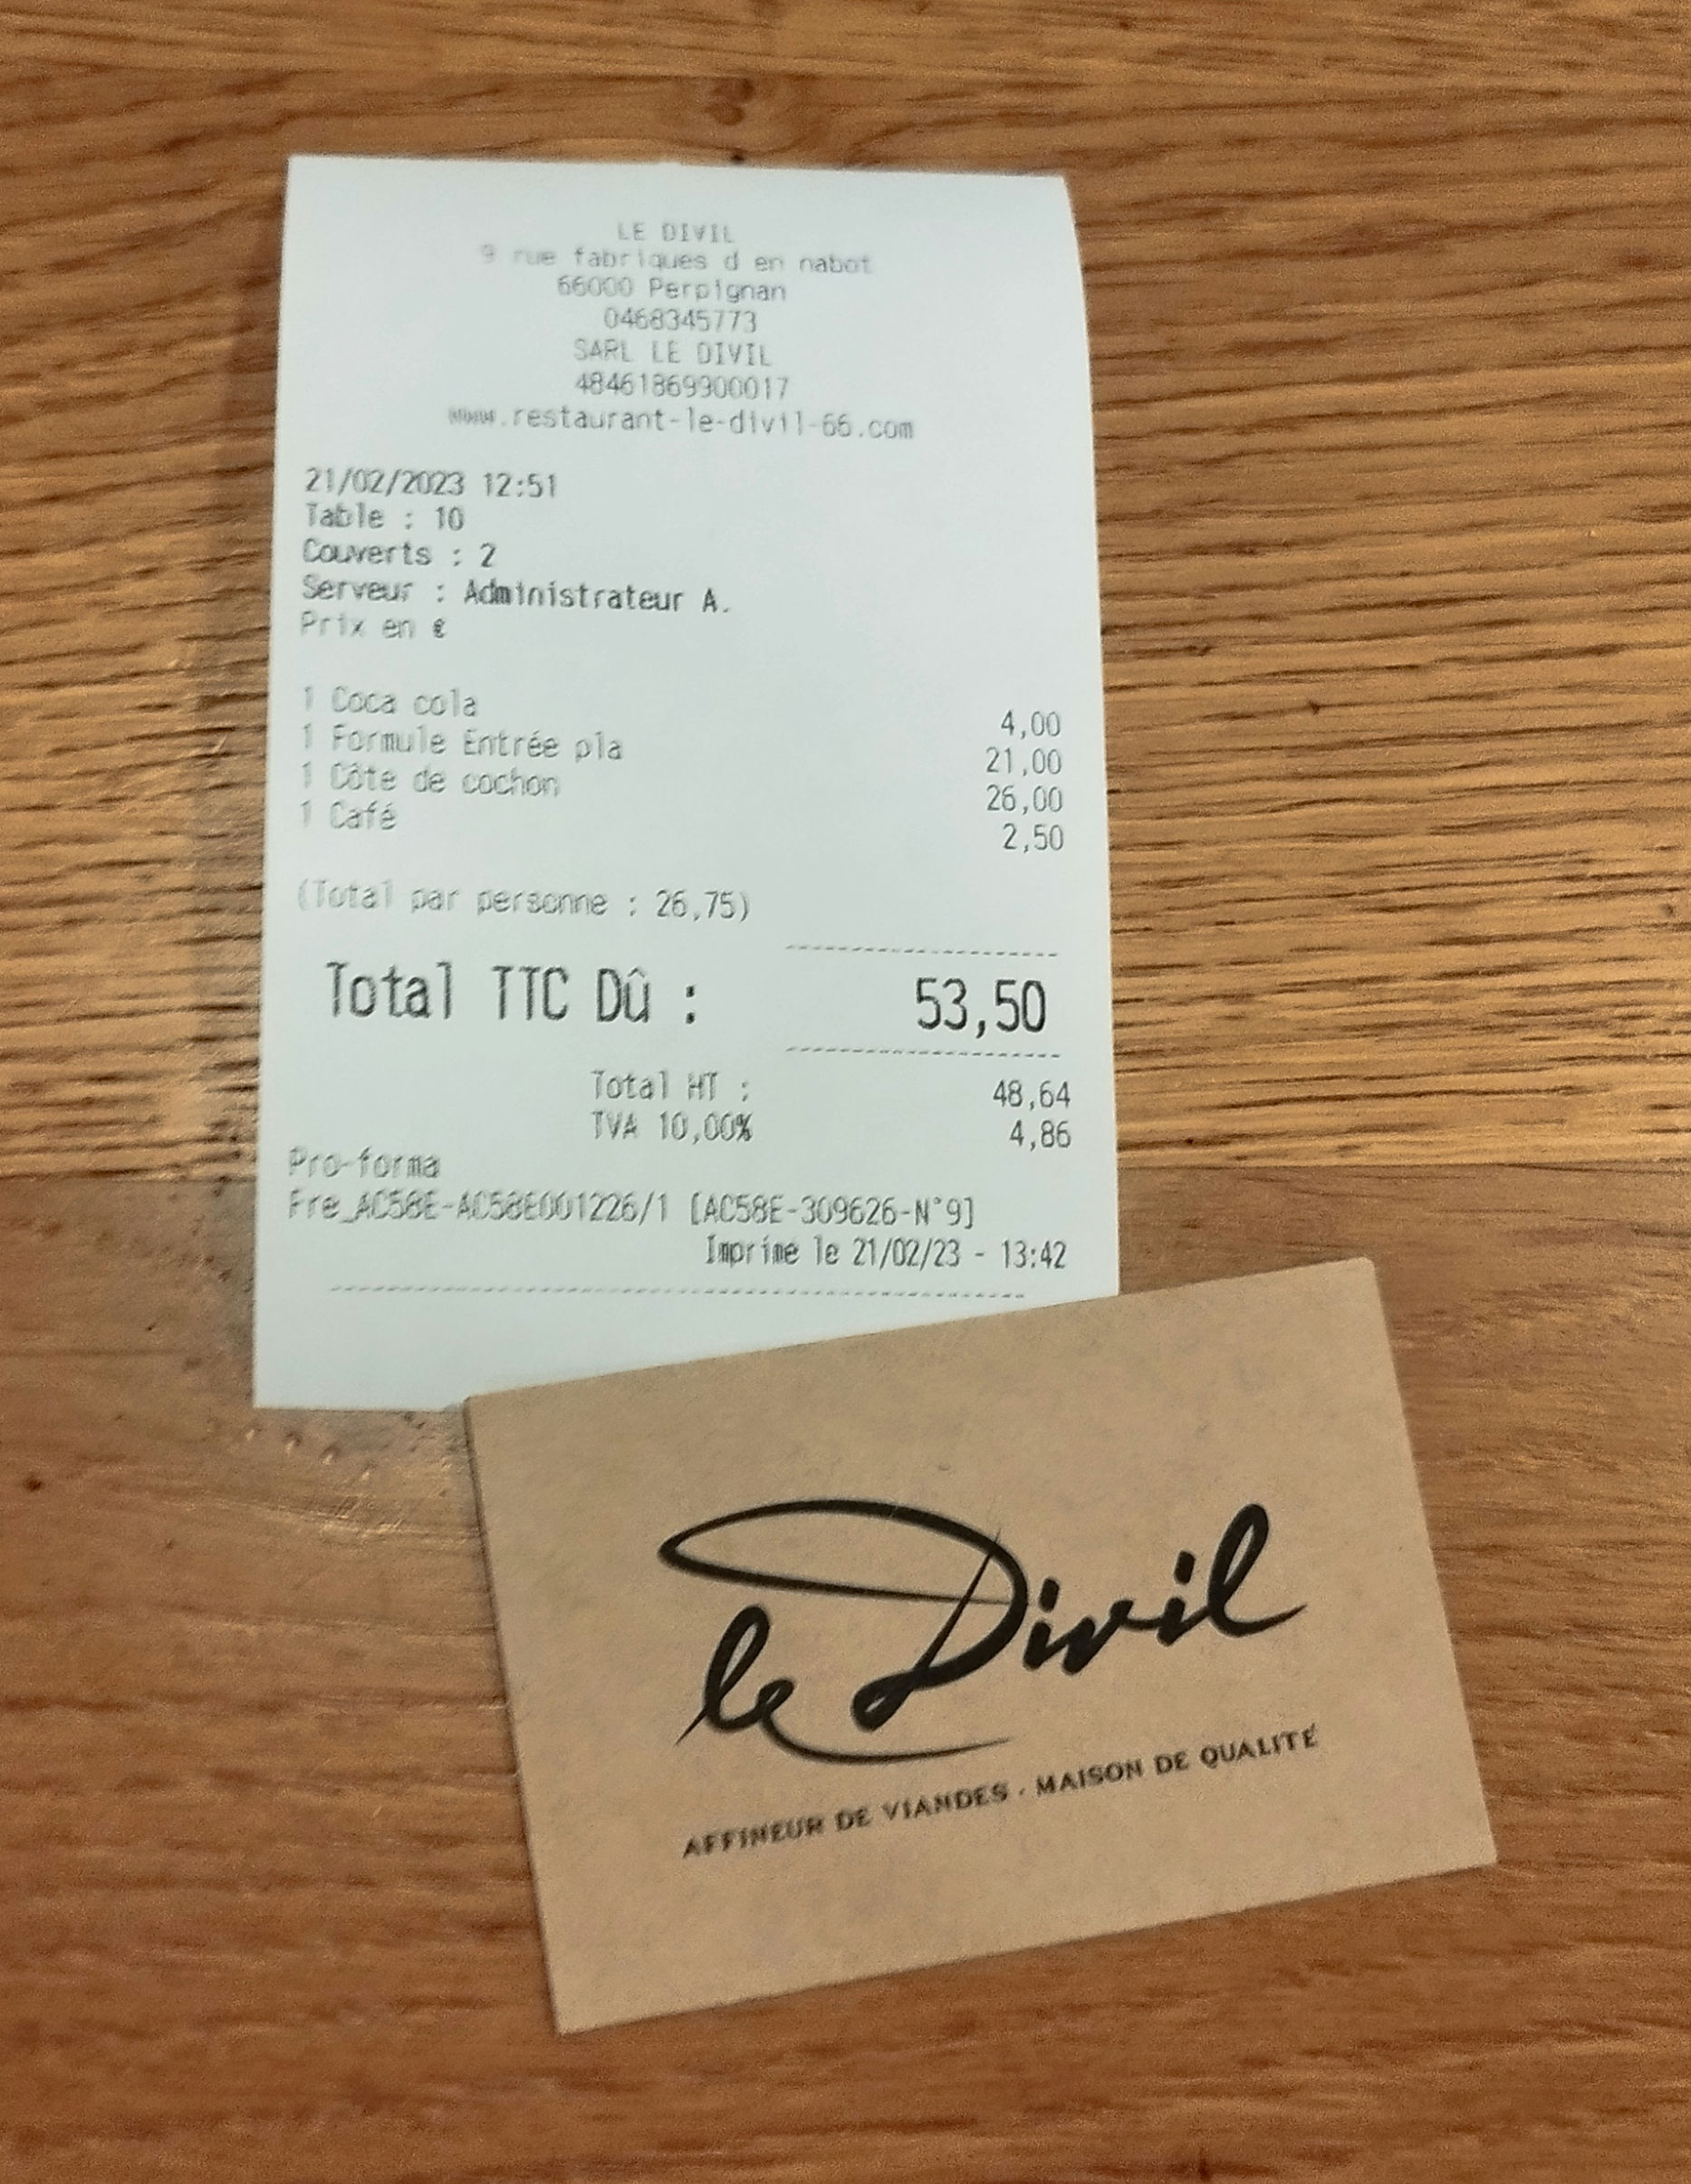 LE DIVIL
9 rue fabriques d en nabot
66000 Perpignan
0468345773
SARL LE DIVIL
48461869900017
www.restaurant-le-divil-66.com
21/02/2023 12:51
Table : 10
Couverts : 2
Serveur : Administrateur A.
Prix en €
1 Coca cola 4,00
1 Formule Entrée pla 21,00
1 Côte de cochon 26,00
1 Café 2,50
(Total par personne : 26,75)
Total TTC Dû : 53,50
Total HT : 48,64
TVA 10,00% 4,86
Pro-forma
Fre_AC58E-AC58E001226/1 [AC58E-309626-N°9]
Imprime le 21/02/23 - 13:42
le Divil
AFFINEUR DE VIANDES . MAISON DE QUALITÉ